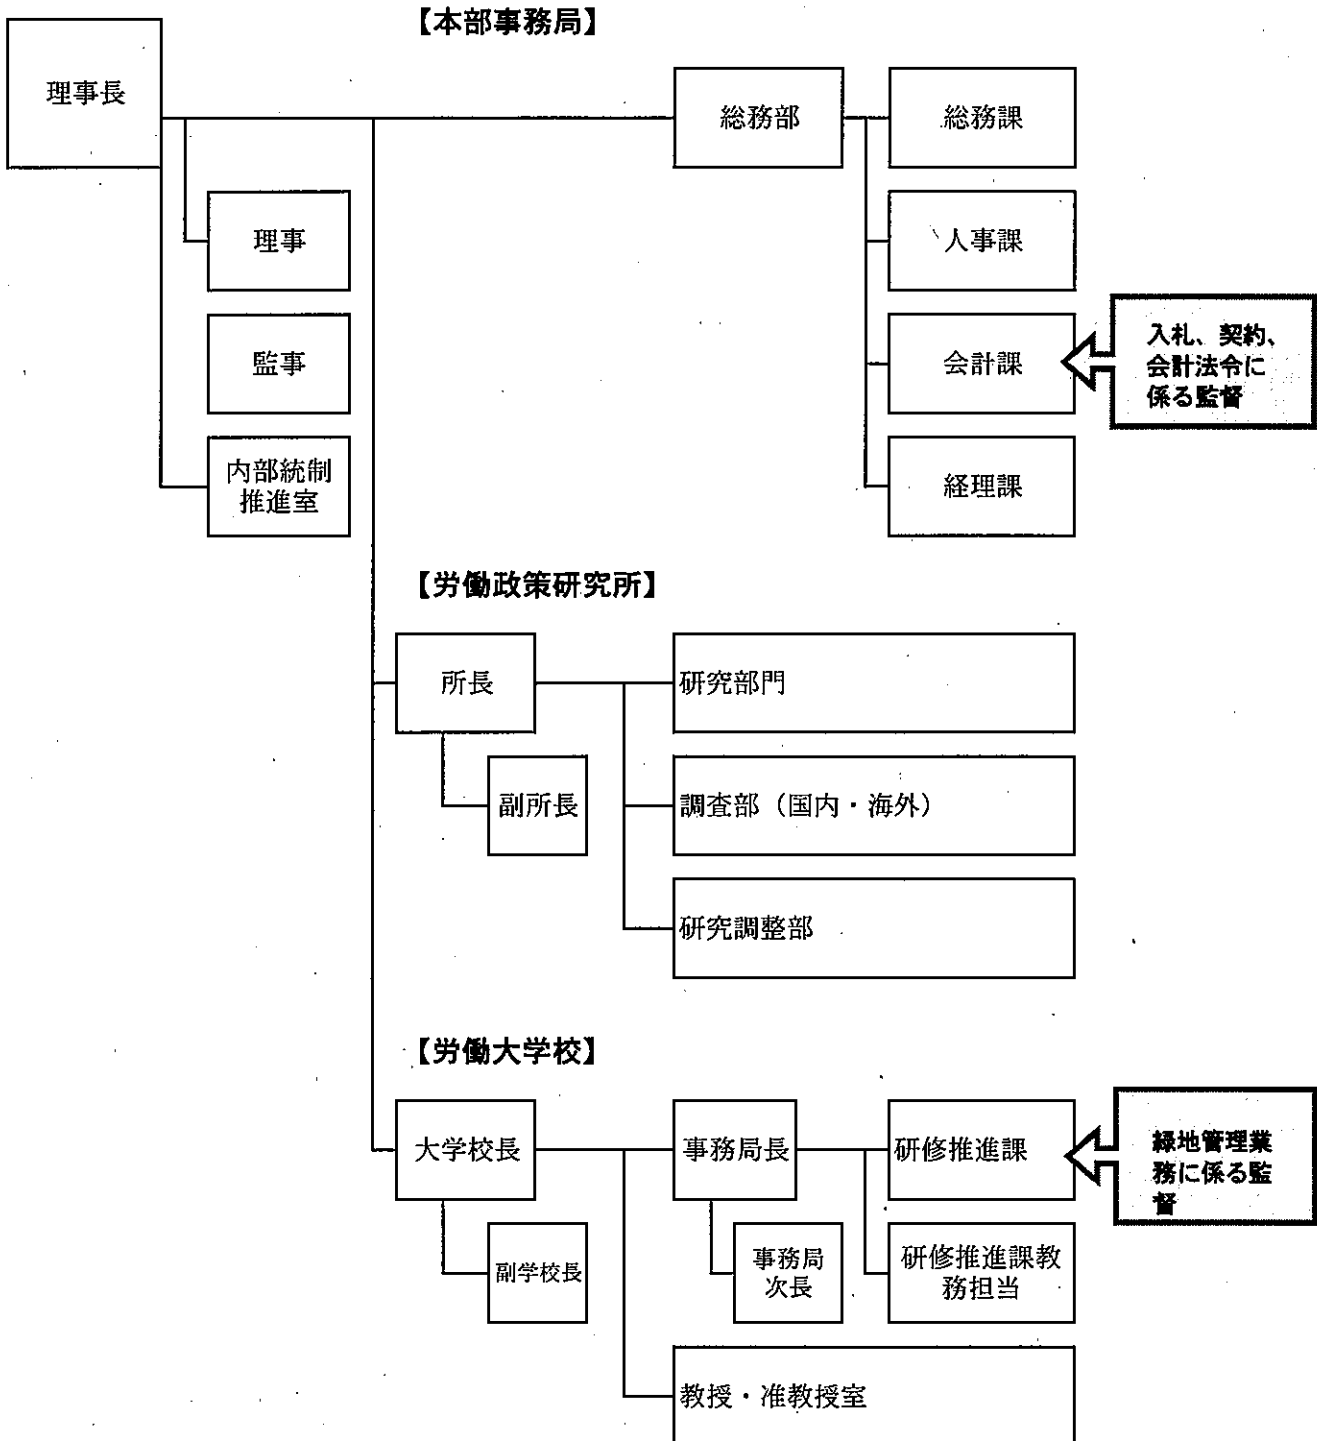 【本部事務局】
理事長
総務部
総務課
理事
人事課
監事
会計課
入札、契約、
会計法令に
係る監督
内部統制
推進室
経理課
【労働政策研究所】
所長
研究部門
副所長
調査部（国内・海外）
研究調整部
【労働大学校】
大学校長
事務局長
研修推進課
緑地管理業
務に係る監
督
副学校長
事務局
次長
研修推進課教
務担当
教授・准教授室